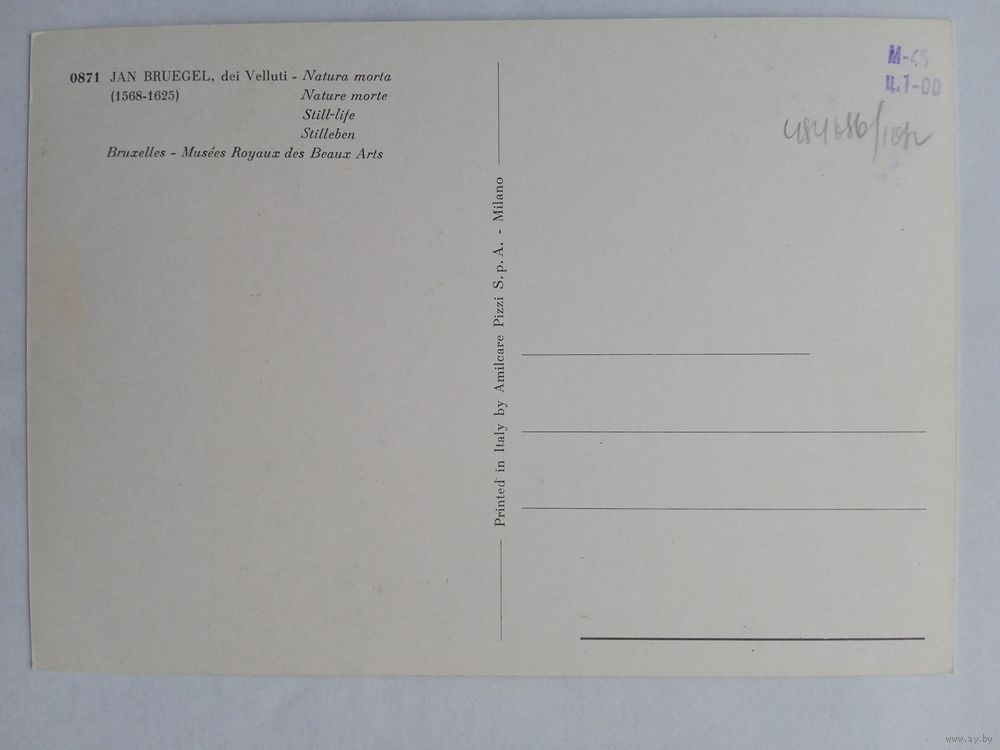 0871 JAN BRUEGEL, dei Velluti - Natura morta
(1568-1625) Nature morte
Still-life
Stilleben
Bruxelles - Musées Royaux des Beaux Arts
Printed in Italy by Amilcare Pizzi S.p.A. - Milano
М-45
Ц.1-00
www.ay.by